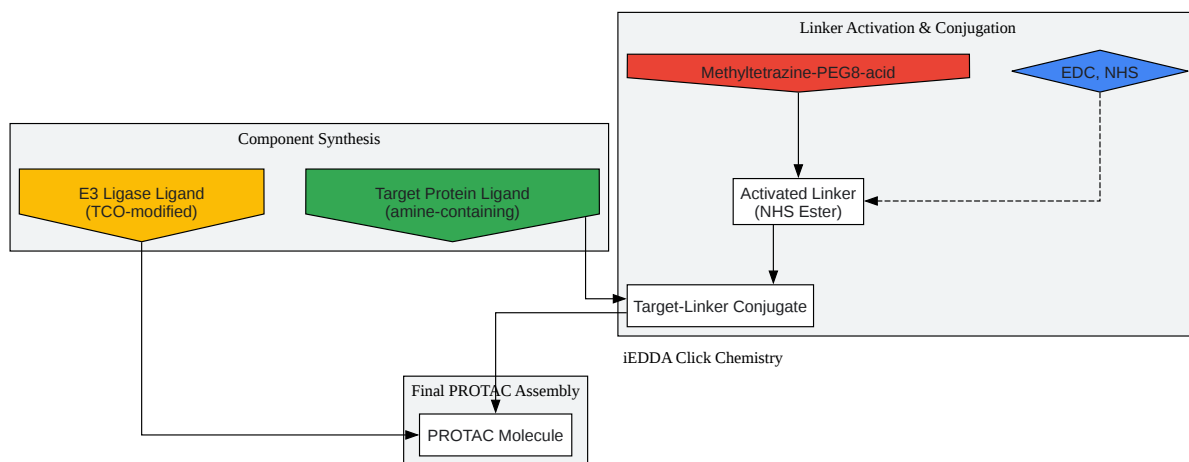 Linker Activation & Conjugation
Methyltetrazine-PEG8-acid
EDC, NHS
Component Synthesis
E3 Ligase Ligand
(TCO-modified)
Target Protein Ligand
(amine-containing)
Activated Linker
(NHS Ester)
Target-Linker Conjugate
iEDDA Click Chemistry
Final PROTAC Assembly
PROTAC Molecule